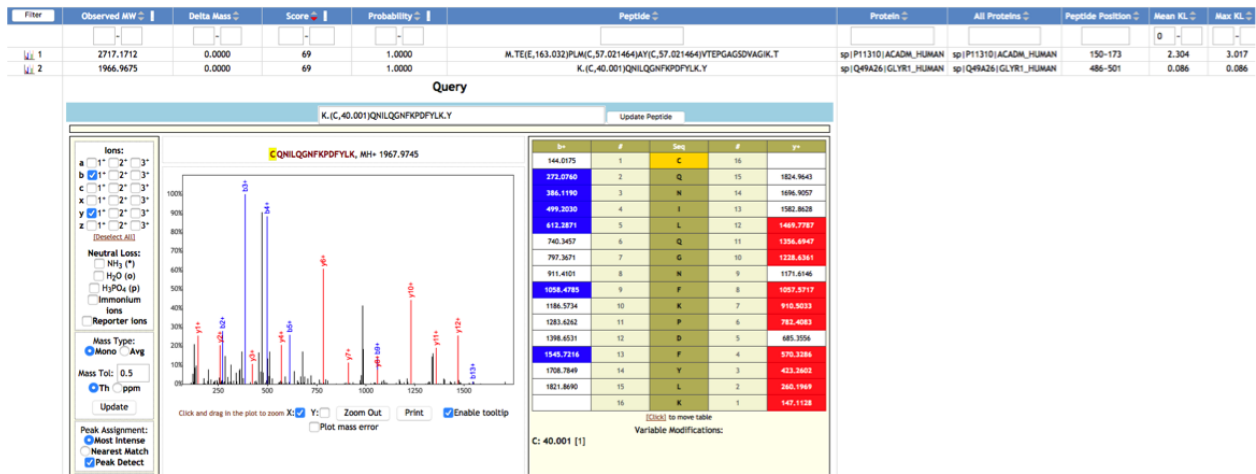 Filter Observed MW Delta Mass Score Probability Peptide Protein All Proteins Peptide Position Mean KL Max KL
- - - - 0 - -
1 2717.1712 0.0000 69 1.0000 M.TE(E,163.032)PLM(C,57.021464)AY(C,57.021464)VTEPGAGSDVAGIK.T sp|P11310|ACADM_HUMAN sp|P11310|ACADM_HUMAN 150-173 2.304 3.017
2 1966.9675 0.0000 69 1.0000 K.(C,40.001)QNILQGNFKPDFYLK.Y sp|Q49A26|GLYR1_HUMAN sp|Q49A26|GLYR1_HUMAN 486-501 0.086 0.086
Query
K.(C,40.001)QNILQGNFKPDFYLK.Y Update Peptide
Ions:
a 1+ 2+ 3+
b 1+ 2+ 3+
c 1+ 2+ 3+
x 1+ 2+ 3+
y 1+ 2+ 3+
z 1+ 2+ 3+
[Deselect All]
Neutral Loss:
NH3 (*)
H2O (o)
H3PO4 (p)
Immonium
Ions
Reporter Ions
Mass Type:
Mono Avg
Mass Tol: 0.5
Th ppm
Update
Peak Assignment:
Most Intense
Nearest Match
Peak Detect
CQNILQGNFKPDFYLK, MH+ 1967.9745
100%
90%
80%
70%
60%
50%
40%
30%
20%
10%
0%
y1+ y2+ b2+ b3+ y3+ b4+ y4+ b5+ y6+ y7+ y8+ b9+ y10+ y11+ y12+ b13+
250 500 750 1000 1250 1500
Click and drag in the plot to zoom X: Y: Zoom Out Print Enable tooltip
Plot mass error
b+ # Seq # y+
144.0175 1 C 16
272.0760 2 Q 15 1824.9643
386.1190 3 N 14 1696.9057
499.2030 4 I 13 1582.8628
612.2871 5 L 12 1469.7787
740.3457 6 Q 11 1356.6947
797.3671 7 G 10 1228.6361
911.4101 8 N 9 1171.6146
1058.4785 9 F 8 1057.5717
1186.5734 10 K 7 910.5033
1283.6262 11 P 6 782.4083
1398.6531 12 D 5 685.3556
1545.7216 13 F 4 570.3286
1708.7849 14 Y 3 423.2602
1821.8690 15 L 2 260.1969
16 K 1 147.1128
[Click] to move table
Variable Modifications:
C: 40.001 [1]